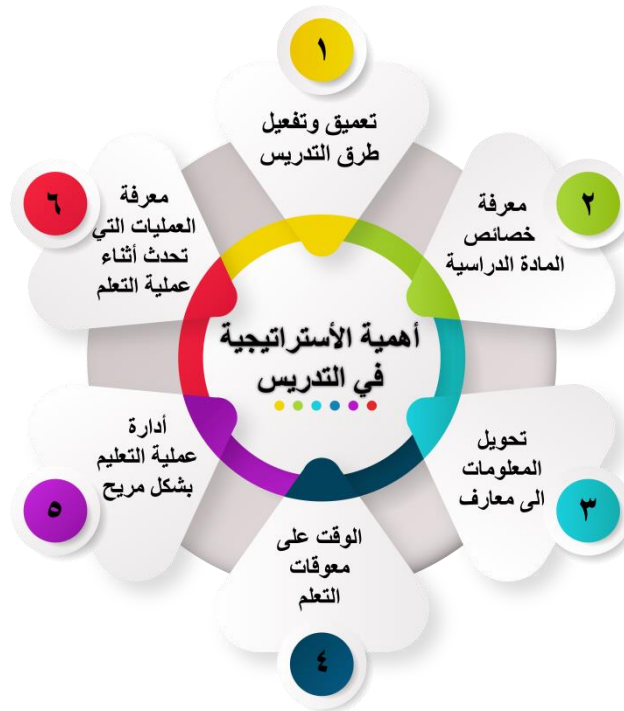 أهمية الأستراتيجية
في التدريس
١
تعميق وتفعيل
طرق التدريس
٢
معرفة
خصائص
المادة الدراسية
٣
تحويل
المعلومات
الى معارف
٤
الوقت على
معوقات
التعلم
٥
أدارة
عملية التعليم
بشكل مريح
٦
معرفة
العمليات التي
تحدث أثناء
عملية التعلم